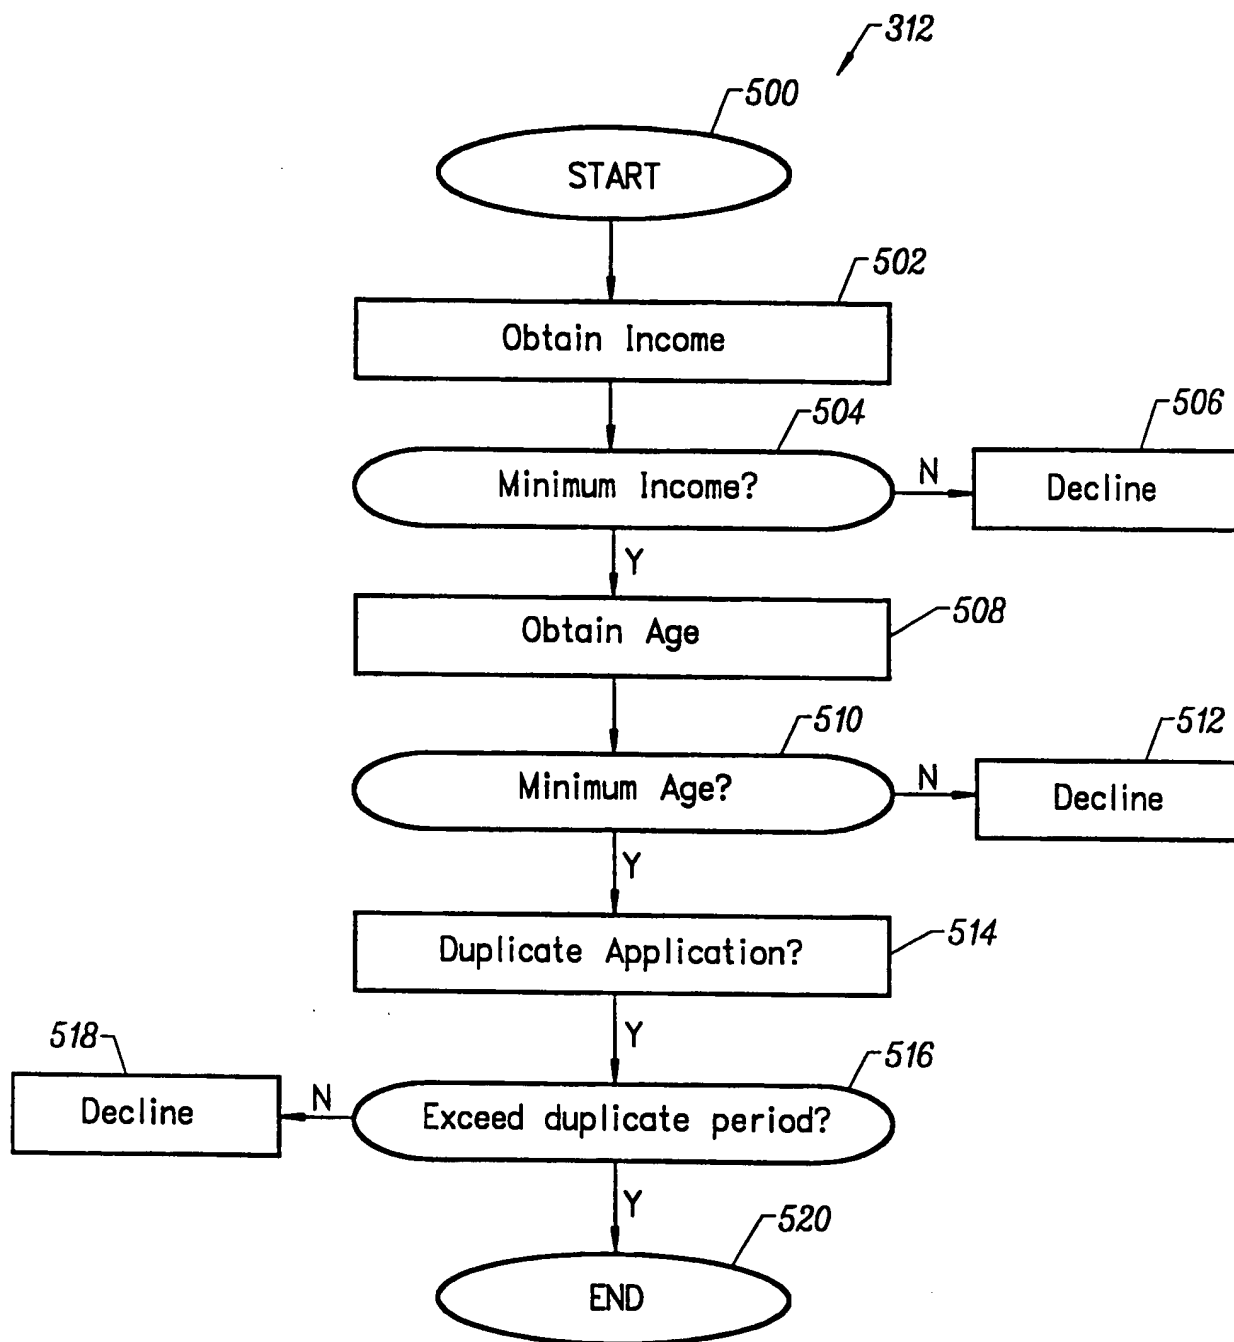 312
500
START
502
Obtain Income
504
506
Minimum Income?
N
Decline
Y
508
Obtain Age
510
512
Minimum Age?
N
Decline
Y
514
Duplicate Application?
Y
518
516
Decline
N
Exceed duplicate period?
Y
520
END